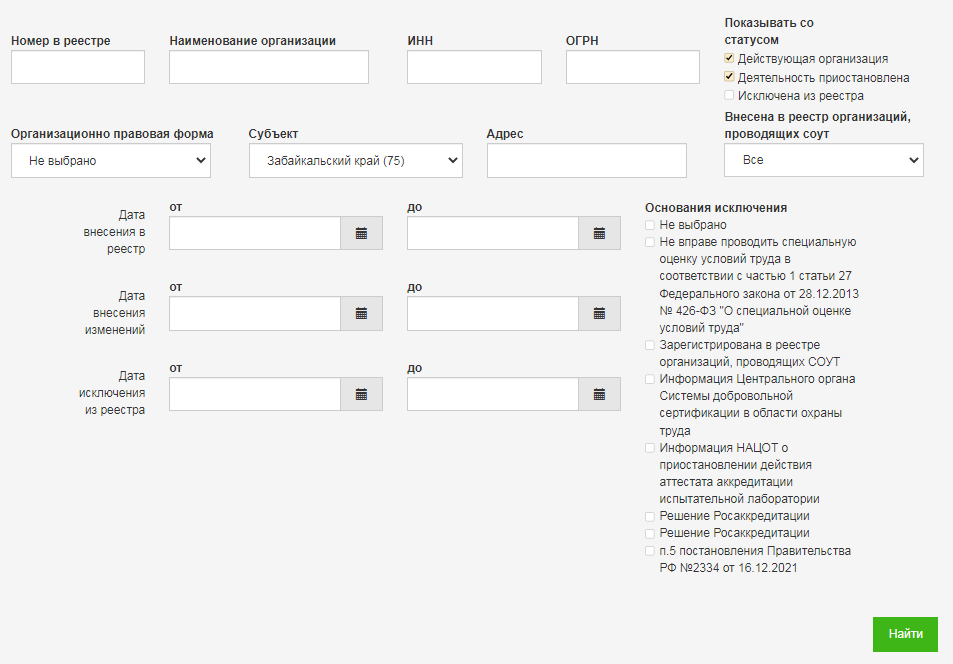 Номер в реестре
Наименование организации
ИНН
ОГРН
Показывать со
статусом
Действующая организация
Деятельность приостановлена
Исключена из реестра
Организационно правовая форма
Не выбрано
Субъект
Забайкальский край (75)
Адрес
Внесена в реестр организаций,
проводящих соут
Все
Дата
внесения в
реестр
от
до
Дата
внесения
изменений
от
до
Дата
исключения
из реестра
от
до
Основания исключения
Не выбрано
Не вправе проводить специальную
оценку условий труда в
соответствии с частью 1 статьи 27
Федерального закона от 28.12.2013
№ 426-ФЗ "О специальной оценке
условий труда"
Зарегистрирована в реестре
организаций, проводящих СОУТ
Информация Центрального органа
Системы добровольной
сертификации в области охраны
труда
Информация НАЦОТ о
приостановлении действия
аттестата аккредитации
испытательной лаборатории
Решение Росаккредитации
Решение Росаккредитации
п.5 постановления Правительства
РФ №2334 от 16.12.2021
Найти